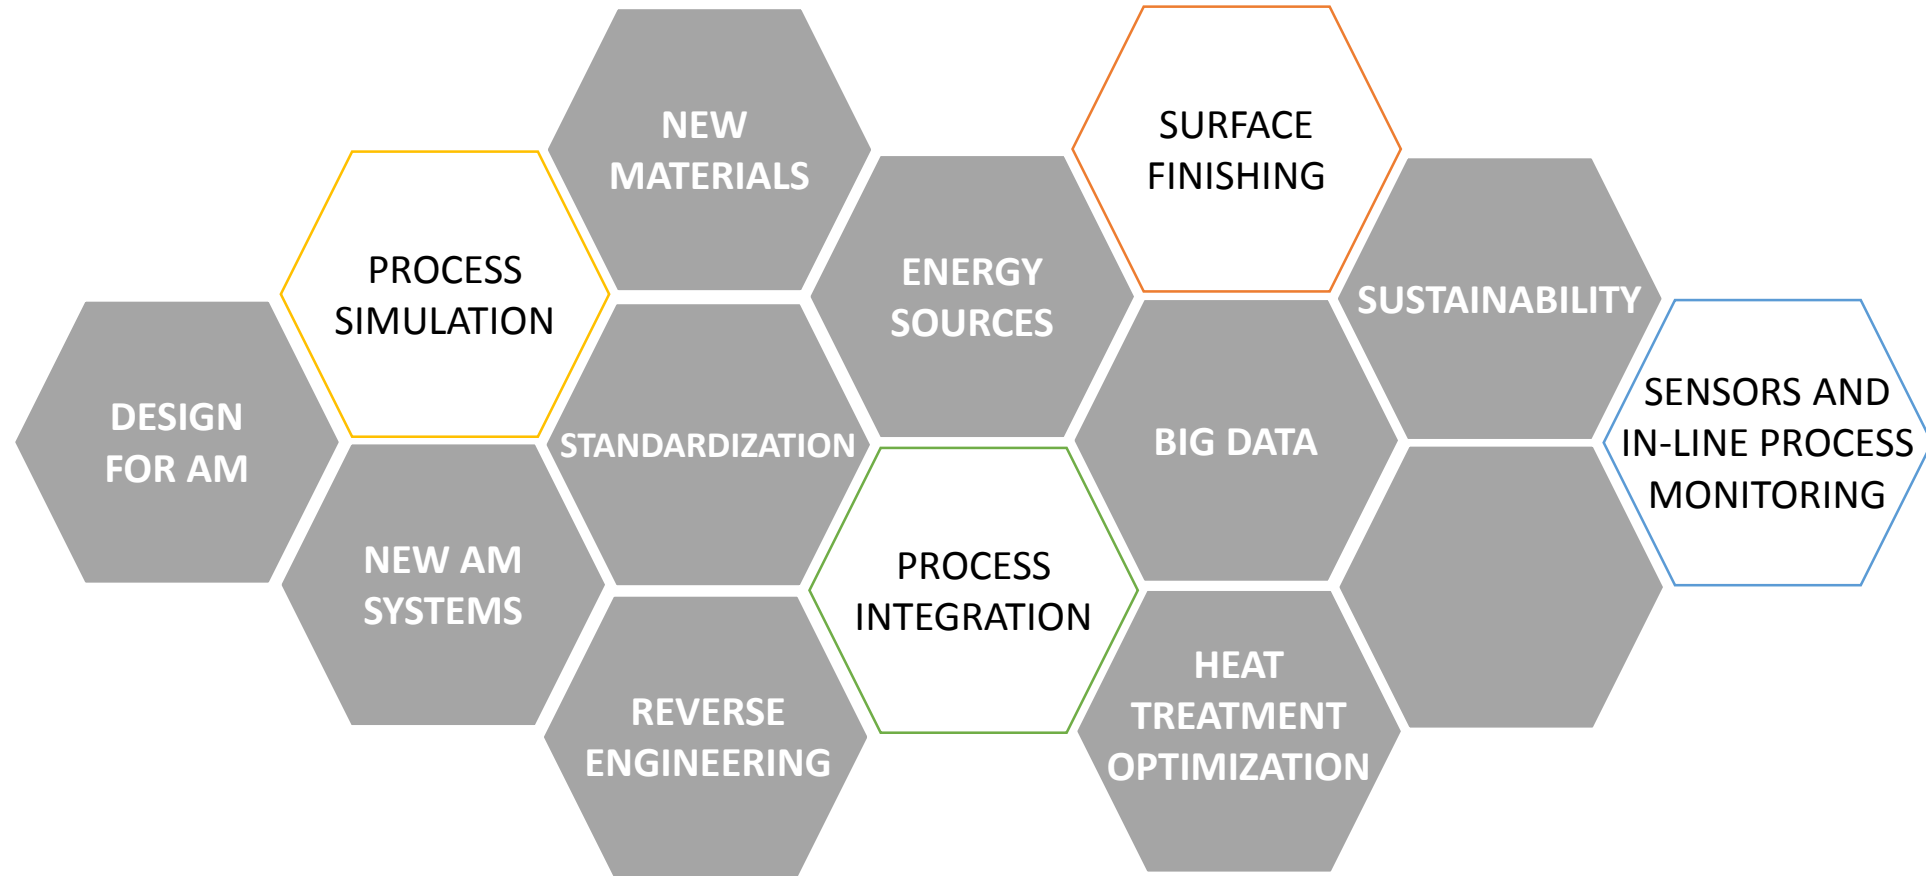 NEW
MATERIALS
SURFACE
FINISHING
PROCESS
SIMULATION
ENERGY
SOURCES
SUSTAINABILITY
DESIGN
FOR AM
STANDARDIZATION
BIG DATA
SENSORS AND
IN-LINE PROCESS
MONITORING
NEW AM
SYSTEMS
PROCESS
INTEGRATION
REVERSE
ENGINEERING
HEAT
TREATMENT
OPTIMIZATION